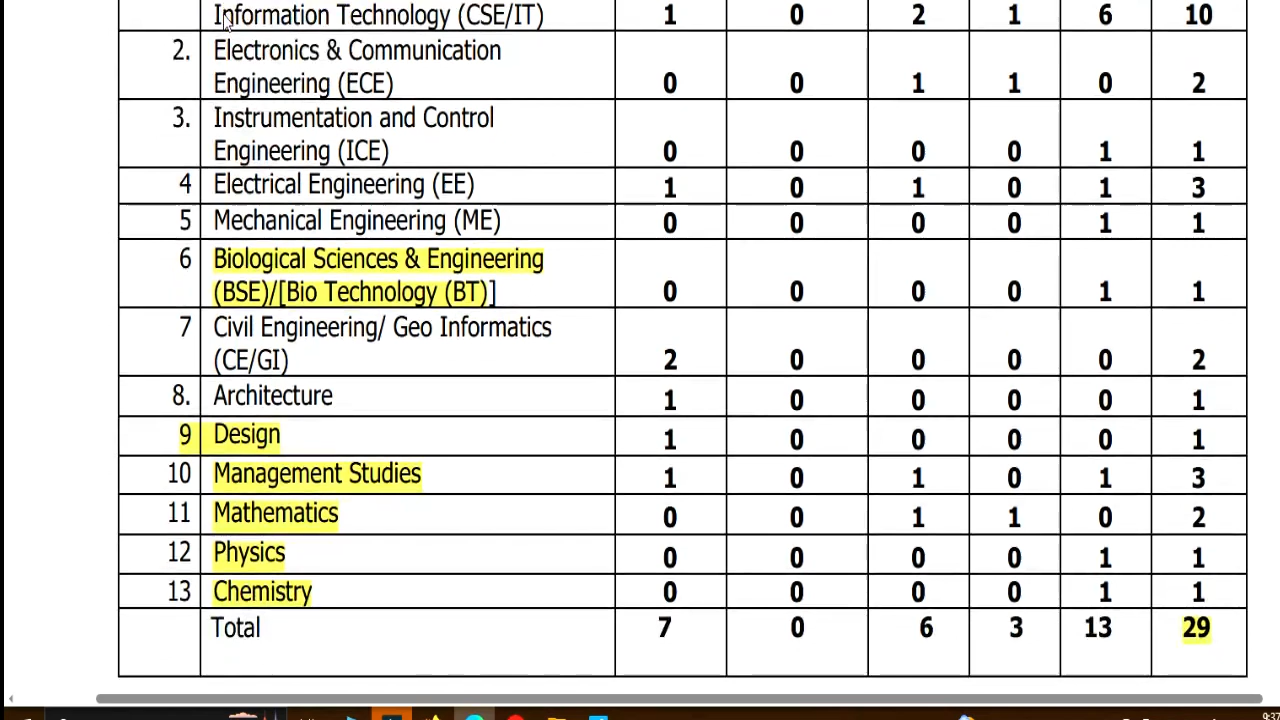 Information Technology (CSE/IT) 1 0 2 1 6 10
2. Electronics & Communication
Engineering (ECE) 0 0 1 1 0 2
3. Instrumentation and Control
Engineering (ICE) 0 0 0 0 1 1
4 Electrical Engineering (EE) 1 0 1 0 1 3
5 Mechanical Engineering (ME) 0 0 0 0 1 1
6 Biological Sciences & Engineering
(BSE)/[Bio Technology (BT)] 0 0 0 0 1 1
7 Civil Engineering/ Geo Informatics
(CE/GI) 2 0 0 0 0 2
8. Architecture 1 0 0 0 0 1
9 Design 1 0 0 0 0 1
10 Management Studies 1 0 1 0 1 3
11 Mathematics 0 0 1 1 0 2
12 Physics 0 0 0 0 1 1
13 Chemistry 0 0 0 0 1 1
Total 7 0 6 3 13 29